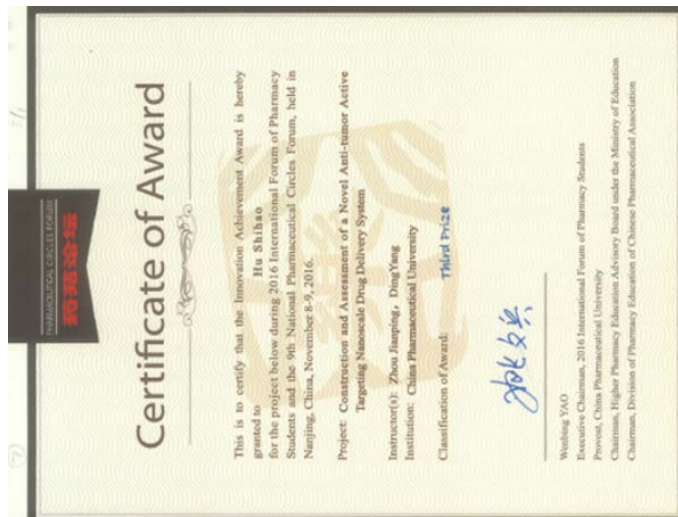 PHARMACEUTICAL CIRCLES FORUM
药苑论坛
Certificate of Award
This is to certify that the Innovation Achievement Award is hereby
granted to Hu Shihao
for the project below during 2016 International Forum of Pharmacy
Students and the 9th National Pharmaceutical Circles Forum, held in
Nanjing, China, November 8-9, 2016.
Project: Construction and Assessment of a Novel Anti-tumor Active
Targeting Nanoscale Drug Delivery System
Instructor(s): Zhou Jianping, DingYang
Institution: China Pharmaceutical University
Classification of Award: Third Prize
姚文兵
Wenbing YAO
Executive Chairman, 2016 International Forum of Pharmacy Students
Provost, China Pharmaceutical University
Chairman, Higher Pharmacy Education Advisory Board under the Ministry of Education
Chairman, Division of Pharmacy Education of Chinese Pharmaceutical Association